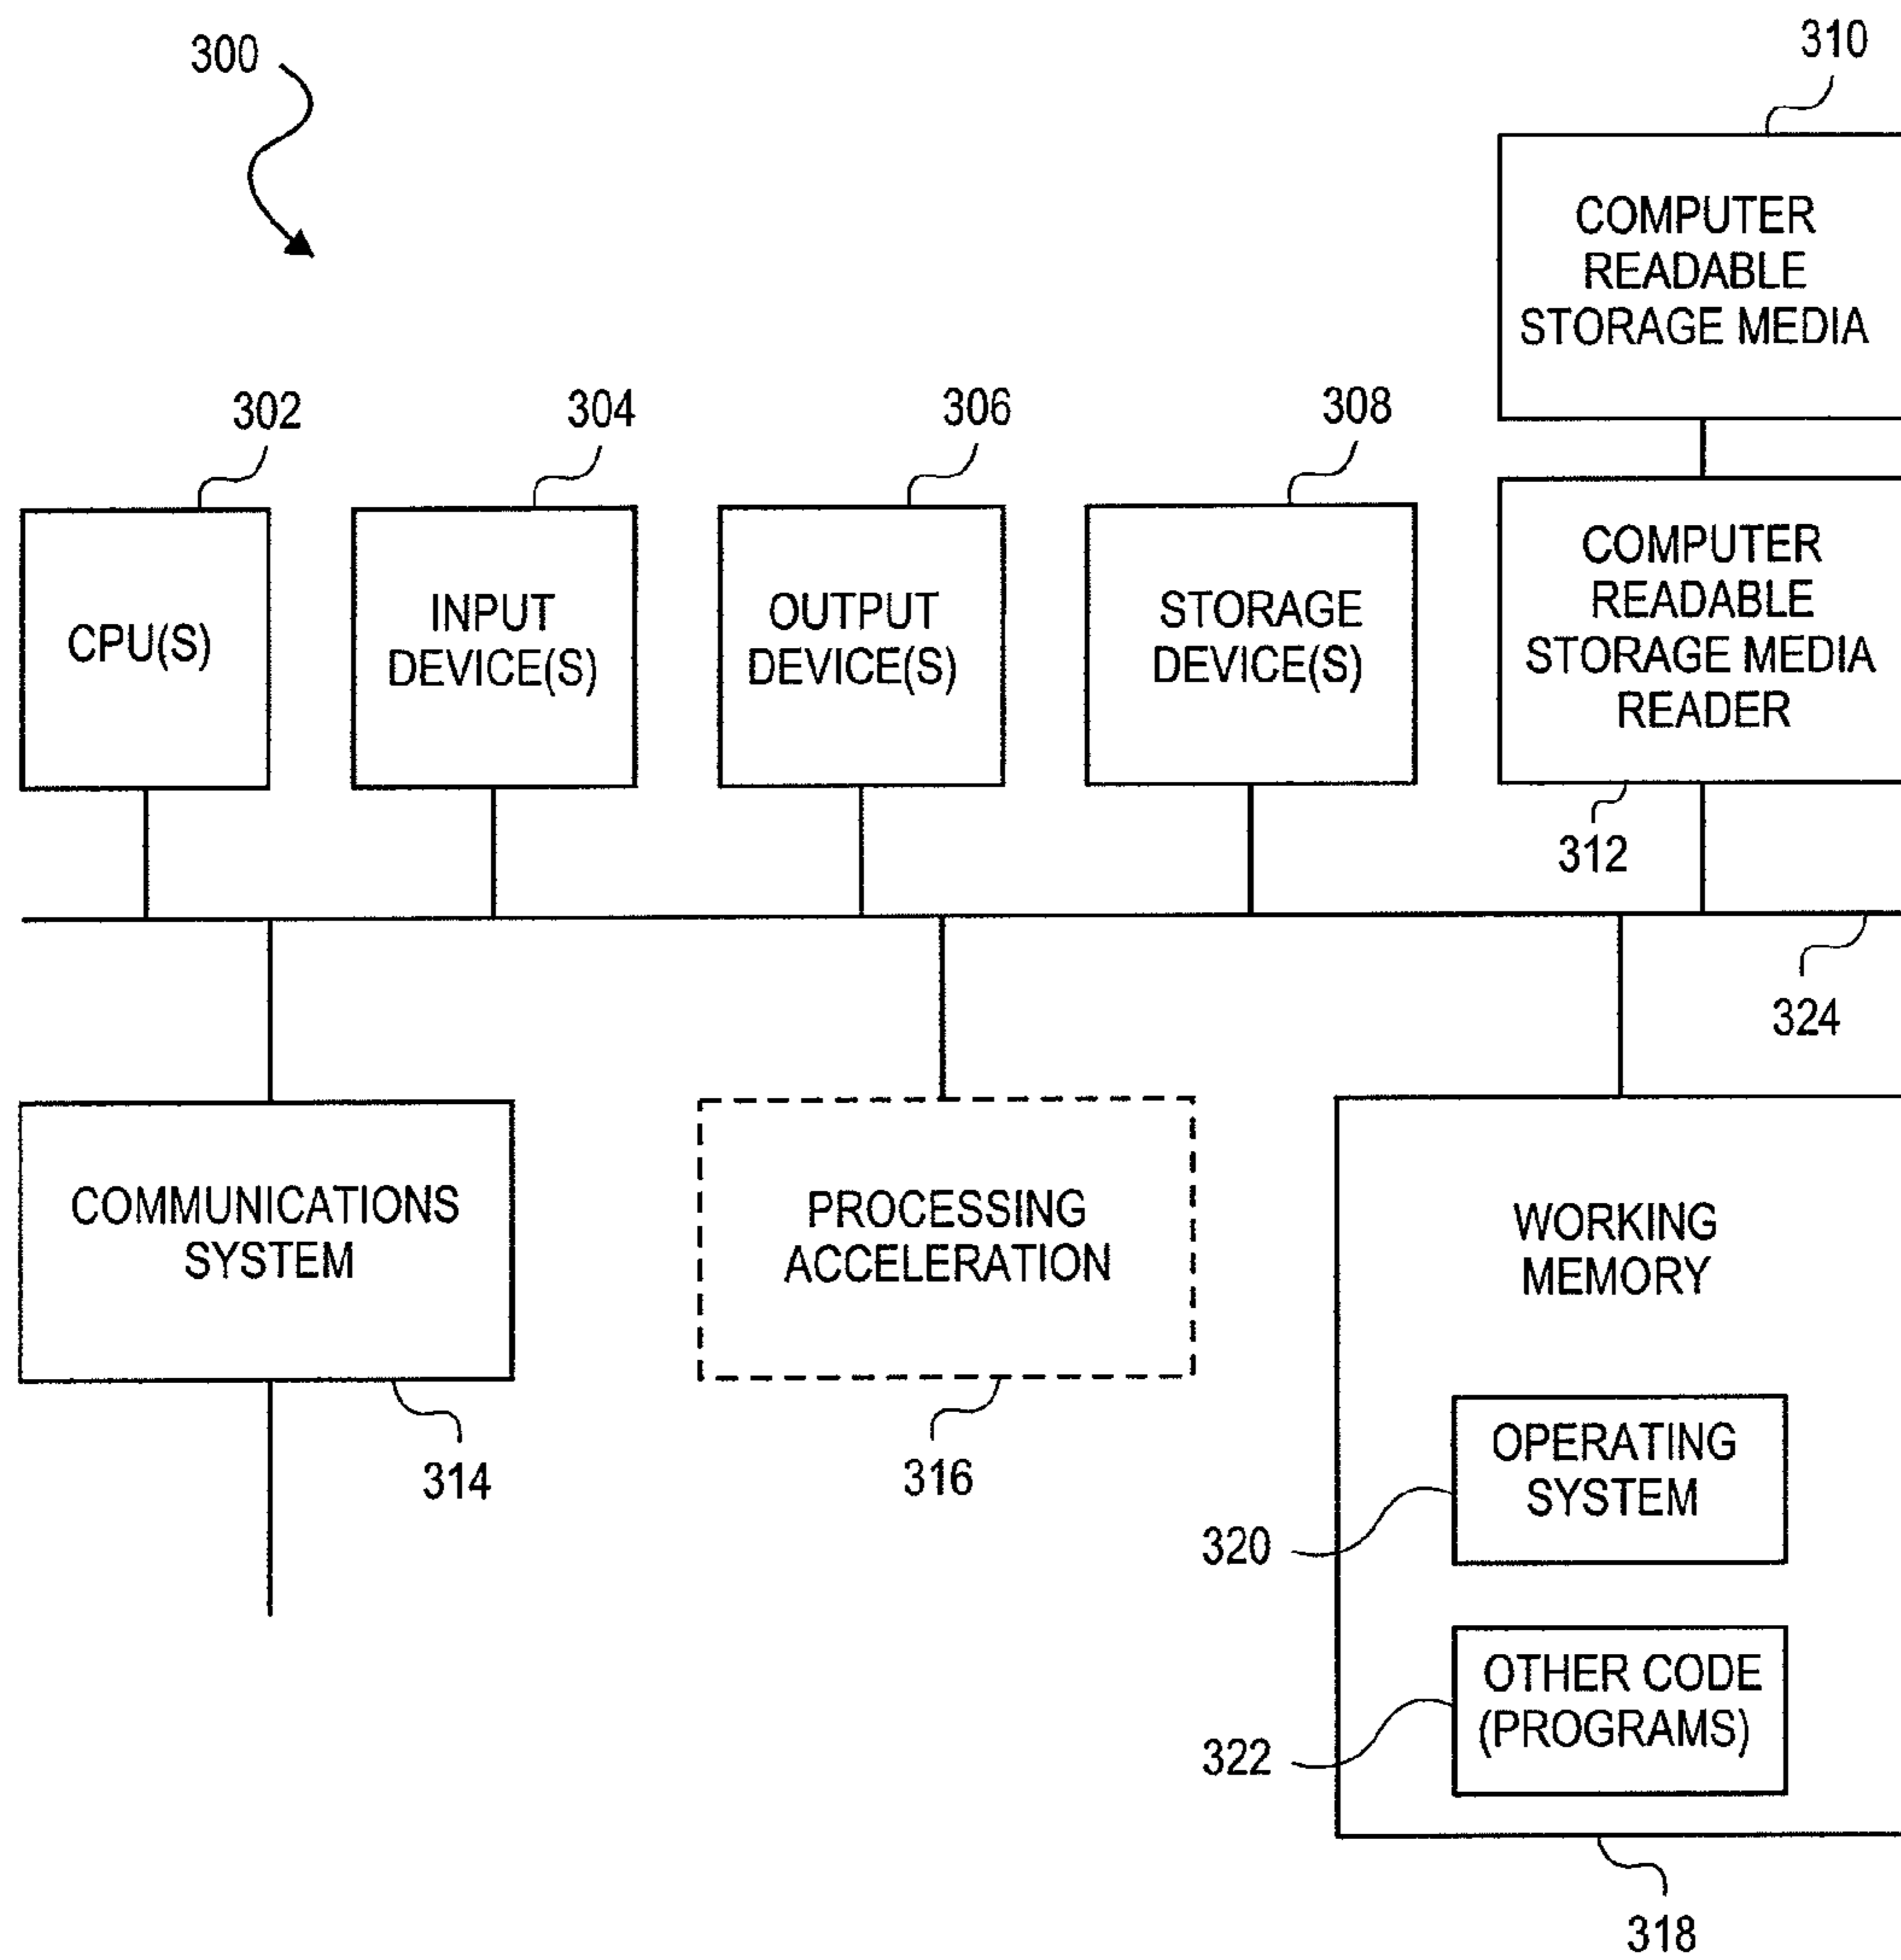 300
310
COMPUTER
READABLE
STORAGE MEDIA
302
304
306
308
CPU(S)
INPUT
DEVICE(S)
OUTPUT
DEVICE(S)
STORAGE
DEVICE(S)
COMPUTER
READABLE
STORAGE MEDIA
READER
312
324
COMMUNICATIONS
SYSTEM
314
PROCESSING
ACCELERATION
316
WORKING
MEMORY
OPERATING
SYSTEM
320
OTHER CODE
(PROGRAMS)
322
318